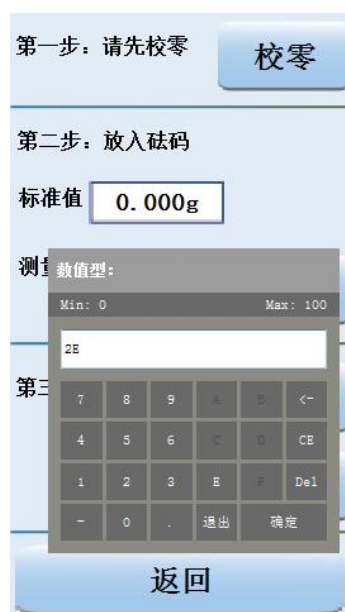 第一步：请先校零
校零
第二步：放入砝码
标准值 0.000g
测量
数值型：
Min: 0 Max: 100
2E
第三
7 8 9 A B <-
4 5 6 C D CE
1 2 3 E F Del
- 0 . 退出 确定
返回